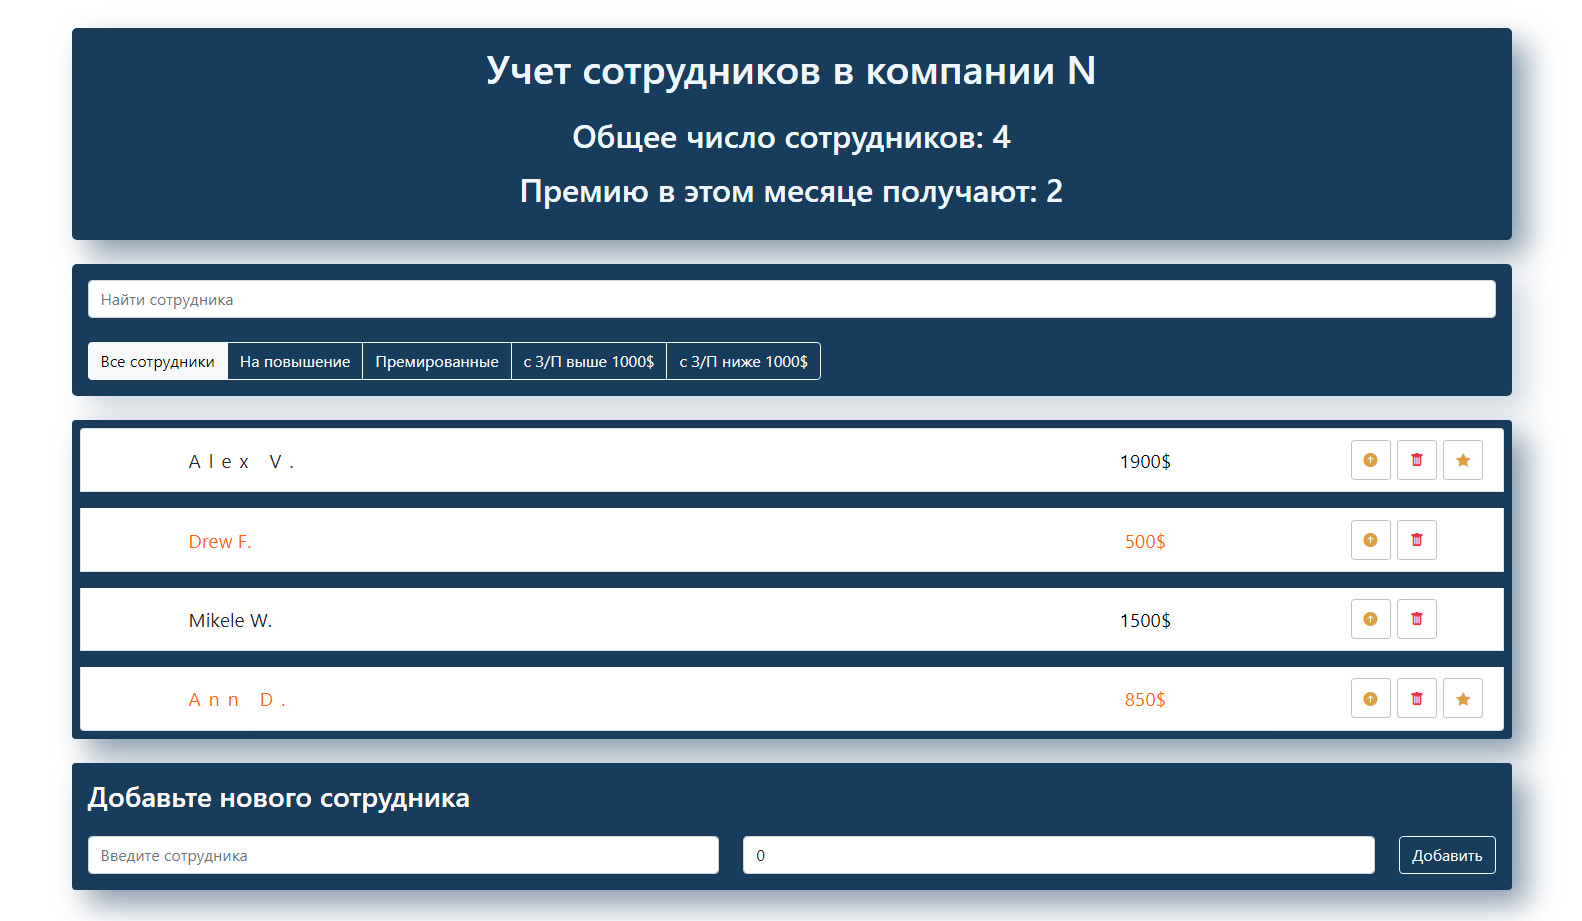 Учет сотрудников в компании N
Общее число сотрудников: 4
Премию в этом месяце получают: 2
Найти сотрудника
Все сотрудники На повышение Премированные с З/П выше 1000$ с З/П ниже 1000$
Alex V. 1900$
Drew F. 500$
Mikele W. 1500$
Ann D. 850$
Добавьте нового сотрудника
Введите сотрудника 0 Добавить